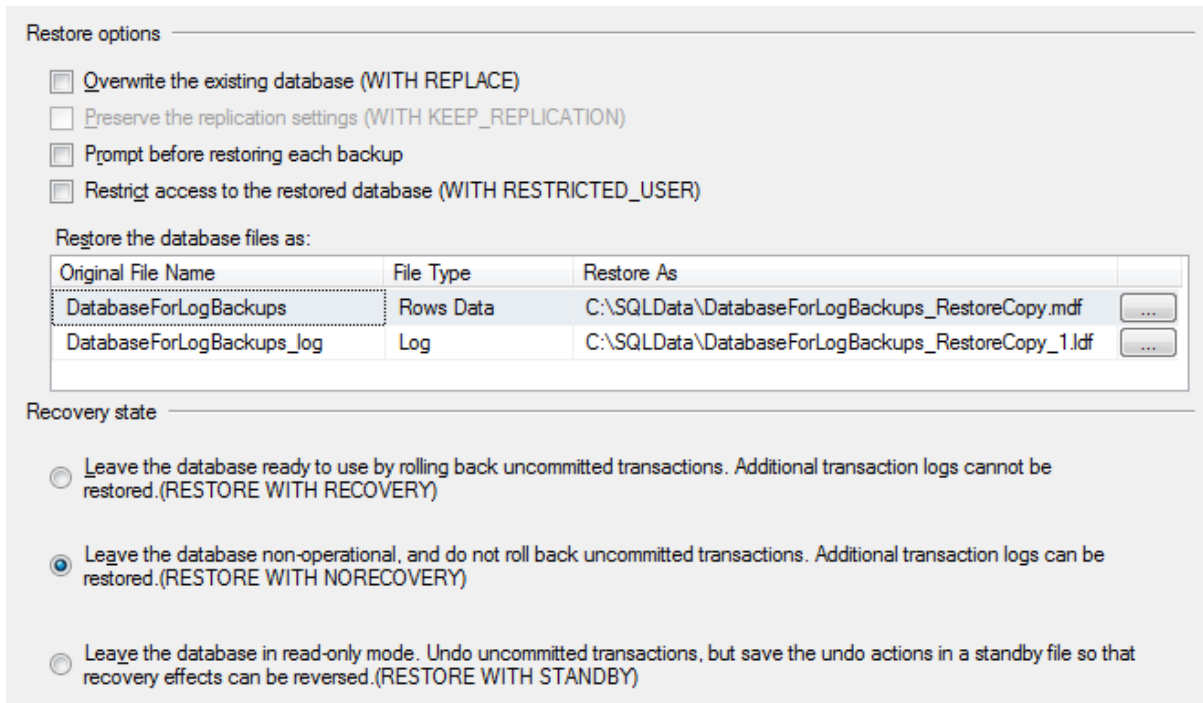 Restore options
Overwrite the existing database (WITH REPLACE)
Preserve the replication settings (WITH KEEP_REPLICATION)
Prompt before restoring each backup
Restrict access to the restored database (WITH RESTRICTED_USER)
Restore the database files as:
Original File Name File Type Restore As
DatabaseForLogBackups Rows Data C:\SQLData\DatabaseForLogBackups_RestoreCopy.mdf ...
DatabaseForLogBackups_log Log C:\SQLData\DatabaseForLogBackups_RestoreCopy_1.ldf ...
Recovery state
Leave the database ready to use by rolling back uncommitted transactions. Additional transaction logs cannot be
restored.(RESTORE WITH RECOVERY)
Leave the database non-operational, and do not roll back uncommitted transactions. Additional transaction logs can be
restored.(RESTORE WITH NORECOVERY)
Leave the database in read-only mode. Undo uncommitted transactions, but save the undo actions in a standby file so that
recovery effects can be reversed.(RESTORE WITH STANDBY)